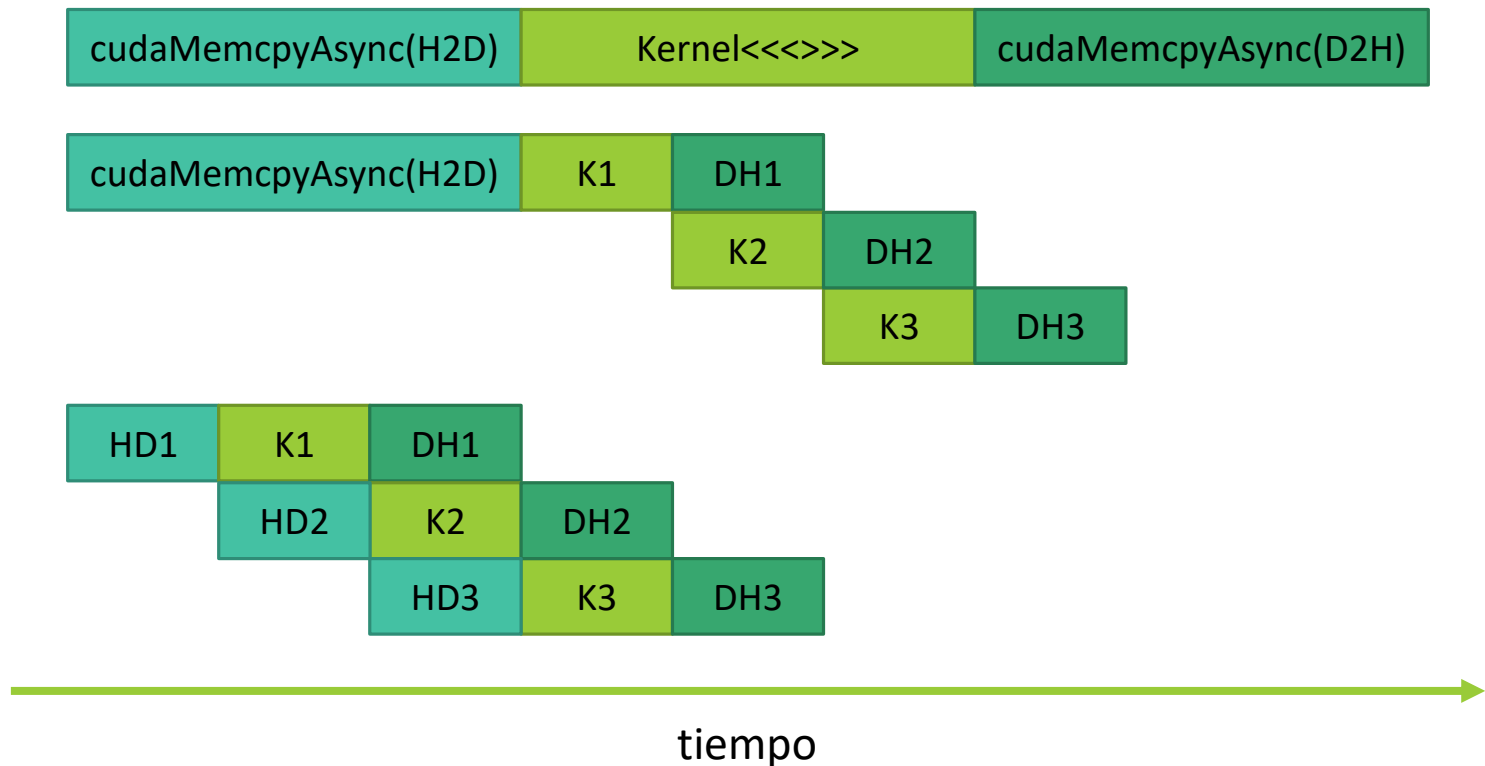 cudaMemcpyAsync(H2D) Kernel<<<>>> cudaMemcpyAsync(D2H)
cudaMemcpyAsync(H2D) K1 DH1
K2 DH2
K3 DH3
HD1 K1 DH1
HD2 K2 DH2
HD3 K3 DH3
tiempo